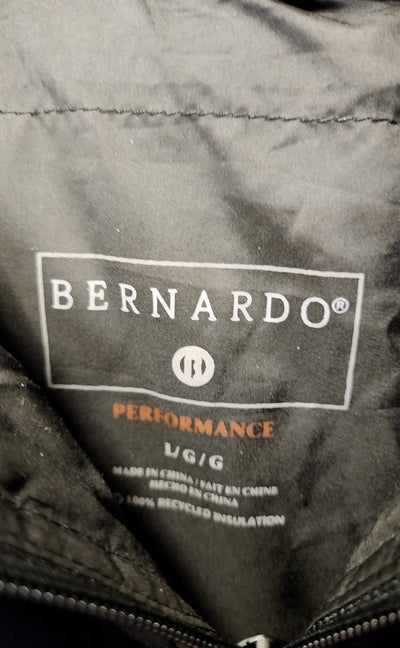 BERNARDO®
B
PERFORMANCE
L/G/G
MADE IN CHINA / FAIT EN CHINE
HECHO EN CHINA
100% RECYCLED INSULATION